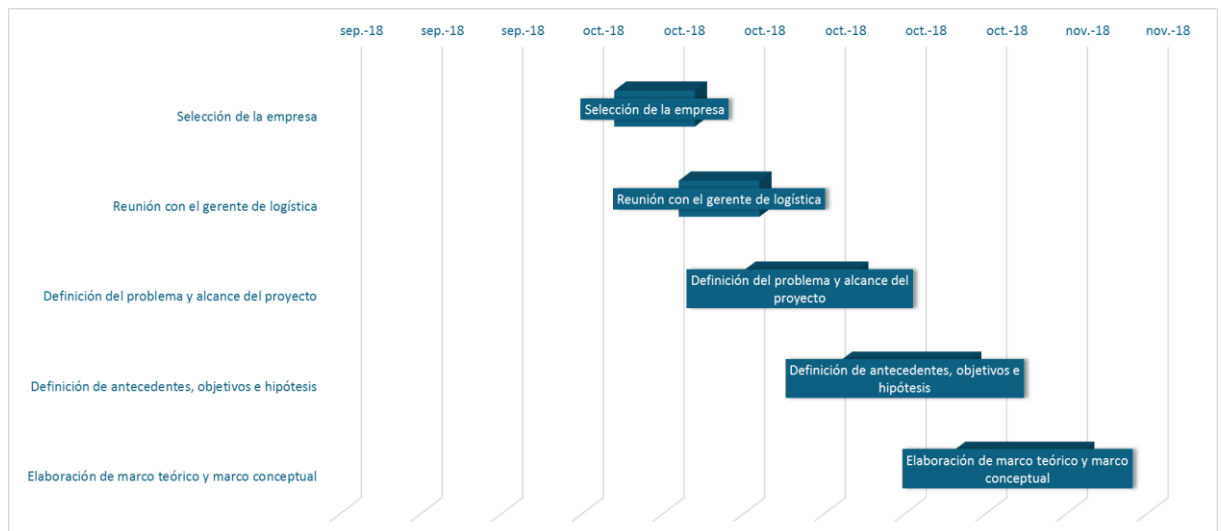 sep.-18 sep.-18 sep.-18 oct.-18 oct.-18 oct.-18 oct.-18 oct.-18 oct.-18 nov.-18 nov.-18
Selección de la empresa
Selección de la empresa
Reunión con el gerente de logística
Reunión con el gerente de logística
Definición del problema y alcance del proyecto
Definición del problema y alcance del
proyecto
Definición de antecedentes, objetivos e hipótesis
Definición de antecedentes, objetivos e
hipótesis
Elaboración de marco teórico y marco conceptual
Elaboración de marco teórico y marco
conceptual